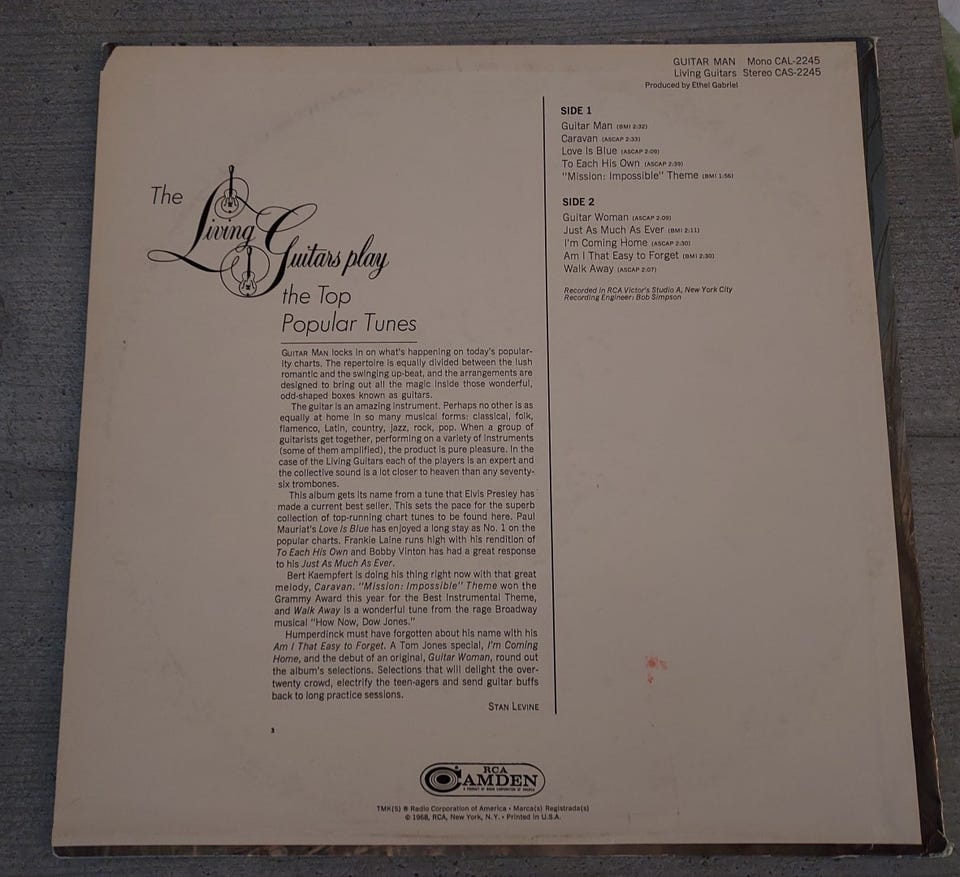 GUITAR MAN Mono CAL-2245
Living Guitars Stereo CAS-2245
Produced by Ethel Gabriel
The
Living Guitars play
the Top
Popular Tunes
GUITAR MAN locks in on what's happening on today's popular-
ity charts. The repertoire is equally divided between the lush
romantic and the swinging up-beat, and the arrangements are
designed to bring out all the magic inside those wonderful,
odd-shaped boxes known as guitars.
The guitar is an amazing instrument. Perhaps no other is as
equally at home in so many musical forms: classical, folk,
flamenco, Latin, country, jazz, rock, pop. When a group of
guitarists get together, performing on a variety of instruments
(some of them amplified), the product is pure pleasure. In the
case of the Living Guitars each of the players is an expert and
the collective sound is a lot closer to heaven than any seventy-
six trombones.
This album gets its name from a tune that Elvis Presley has
made a current best seller. This sets the pace for the superb
collection of top-running chart tunes to be found here. Paul
Mauriat's Love is Blue has enjoyed a long stay as No. 1 on the
popular charts. Frankie Laine runs high with his rendition of
To Each His Own and Bobby Vinton has had a great response
to his Just As Much As Ever.
Bert Kaempfert is doing his thing right now with that great
melody, Caravan. "Mission: Impossible" Theme won the
Grammy Award this year for the Best Instrumental Theme,
and Walk Away is a wonderful tune from the rage Broadway
musical "How Now, Dow Jones."
Humperdinck must have forgotten about his name with his
Am I That Easy to Forget. A Tom Jones special, I'm Coming
Home, and the debut of an original, Guitar Woman, round out
the album's selections. Selections that will delight the over-
twenty crowd, electrify the teen-agers and send guitar buffs
back to long practice sessions.
STAN LEVINE
3
SIDE 1
Guitar Man (BMI 2:32)
Caravan (ASCAP 2:33)
Love Is Blue (ASCAP 2:09)
To Each His Own (ASCAP 2:39)
"Mission: Impossible" Theme (BMI 1:56)
SIDE 2
Guitar Woman (ASCAP 2:09)
Just As Much As Ever (BMI 2:11)
I'm Coming Home (ASCAP 2:30)
Am I That Easy to Forget (BMI 2:30)
Walk Away (ASCAP 2:07)
Recorded in RCA Victor's Studio A, New York City
Recording Engineer: Bob Simpson
RCA
CAMDEN
TMK(S) ® Radio Corporation of America • Marca(s) Registrada(s)
© 1968, RCA, New York, N.Y. • Printed in U.S.A.